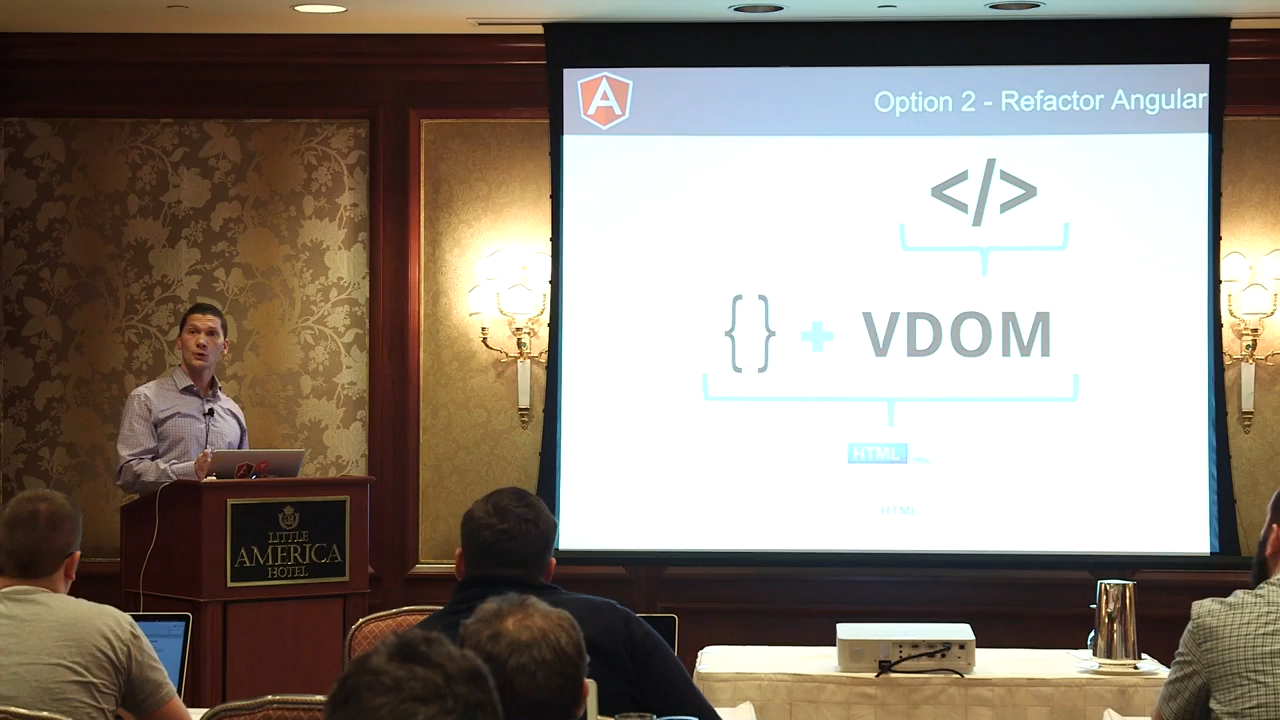 A
Option 2 - Refactor Angular
</>
{} + VDOM
HTML
HTML
LITTLE
AMERICA
HOTEL